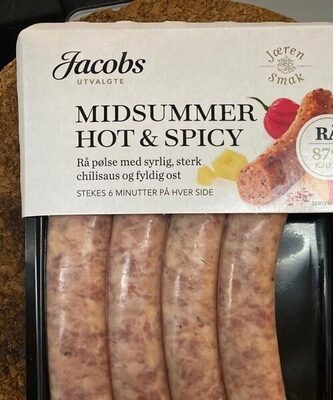 Jacobs
UTVALGTE
Jæren
Smak
MIDSUMMER
HOT & SPICY
Rå pølse med syrlig, sterk
chilisaus og fyldig ost
STEKES 6 MINUTTER PÅ HVER SIDE